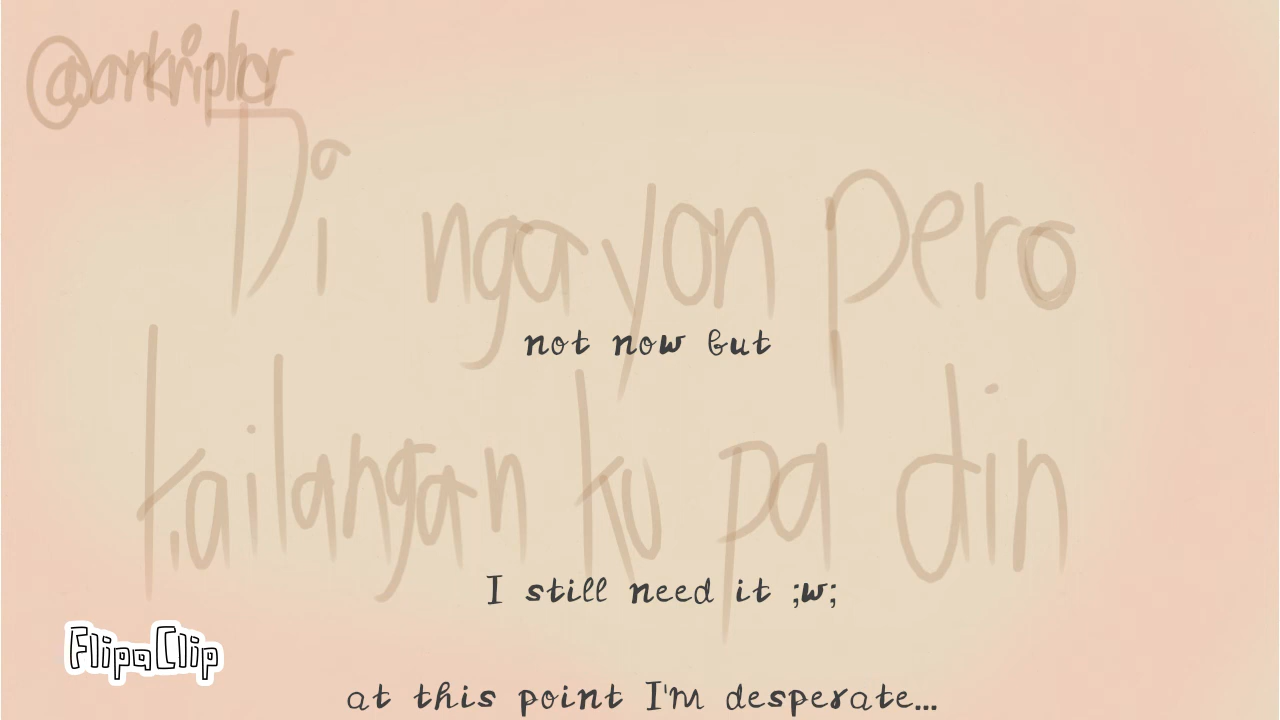 @arkriphor
Di ngayon pero
not now but
kailangan ku pa din
I still need it ;w;
FlipaClip
at this point I'm desperate...